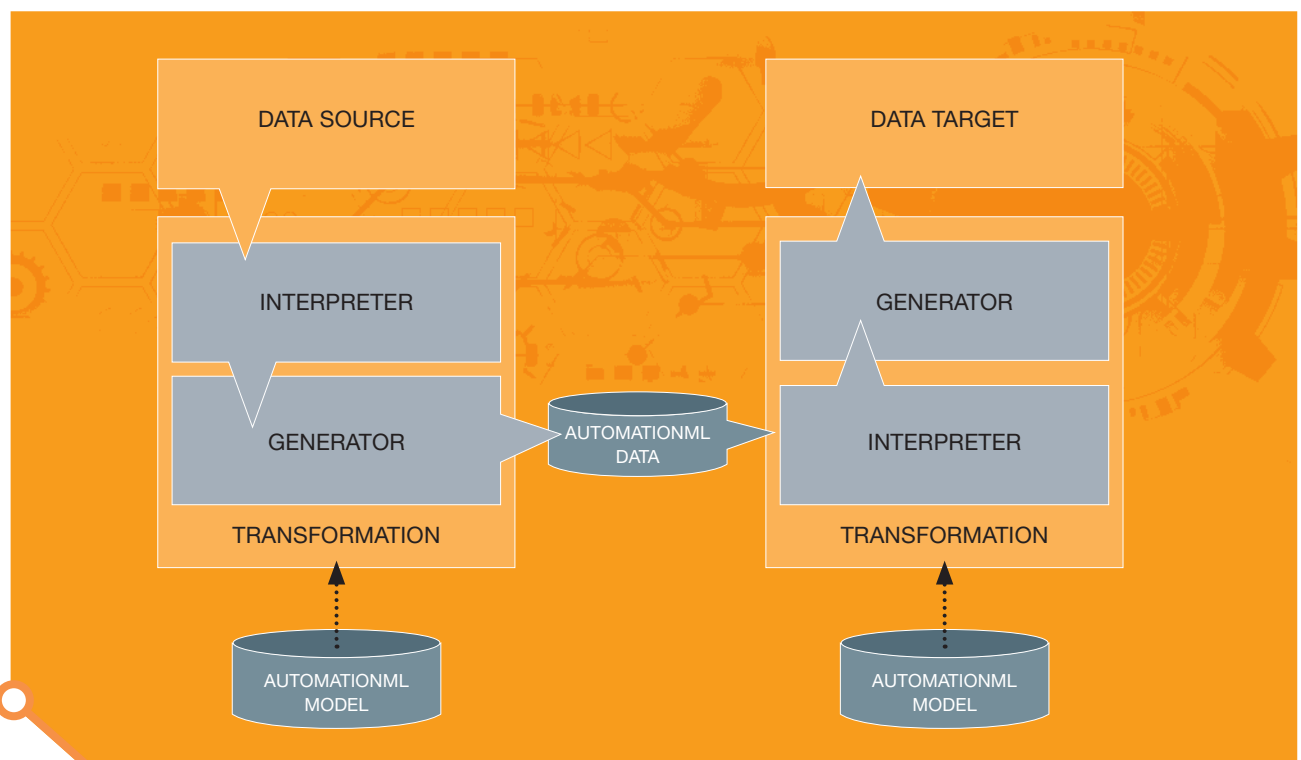 DATA SOURCE
INTERPRETER
GENERATOR
TRANSFORMATION
AUTOMATIONML
MODEL
AUTOMATIONML
DATA
DATA TARGET
GENERATOR
INTERPRETER
TRANSFORMATION
AUTOMATIONML
MODEL